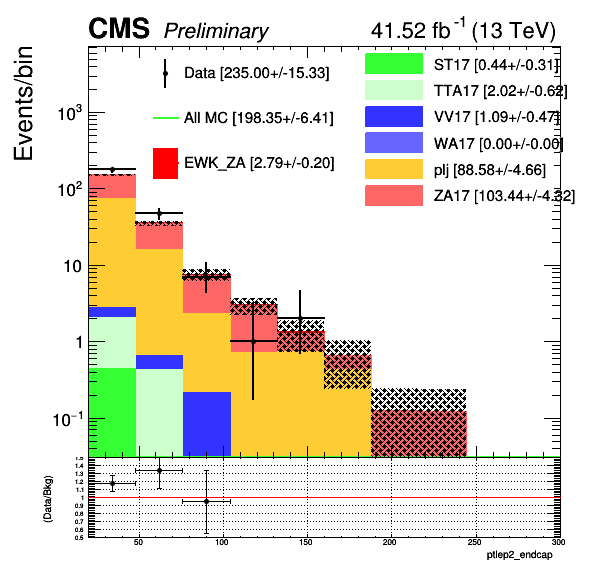 CMS Preliminary 41.52 fb⁻¹ (13 TeV)
Events/bin
Data [235.00+/-15.33]
All MC [198.35+/-6.41]
EWK_ZA [2.79+/-0.20]
ST17 [0.44+/-0.31]
TTA17 [2.02+/-0.62]
VV17 [1.09+/-0.47]
WA17 [0.00+/-0.00]
plj [88.58+/-4.66]
ZA17 [103.44+/-4.32]
10³
10²
10
1
10⁻¹
(Data/Bkg)
1.5
1.4
1.3
1.2
1.1
1
0.9
0.8
0.7
0.6
0.5
50 100 150 200 250 300
ptlep2_endcap